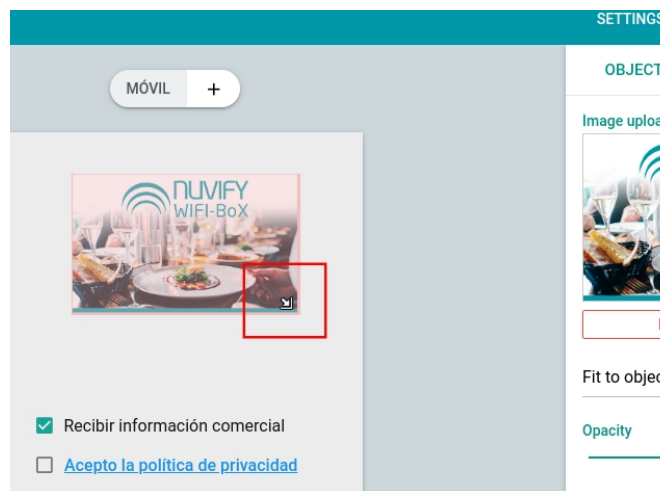 SETTINGS
MÓVIL +
OBJECT
Image uploa
NUVIFY
WIFI-BoX
Fit to objec
Recibir información comercial
Opacity
Acepto la política de privacidad